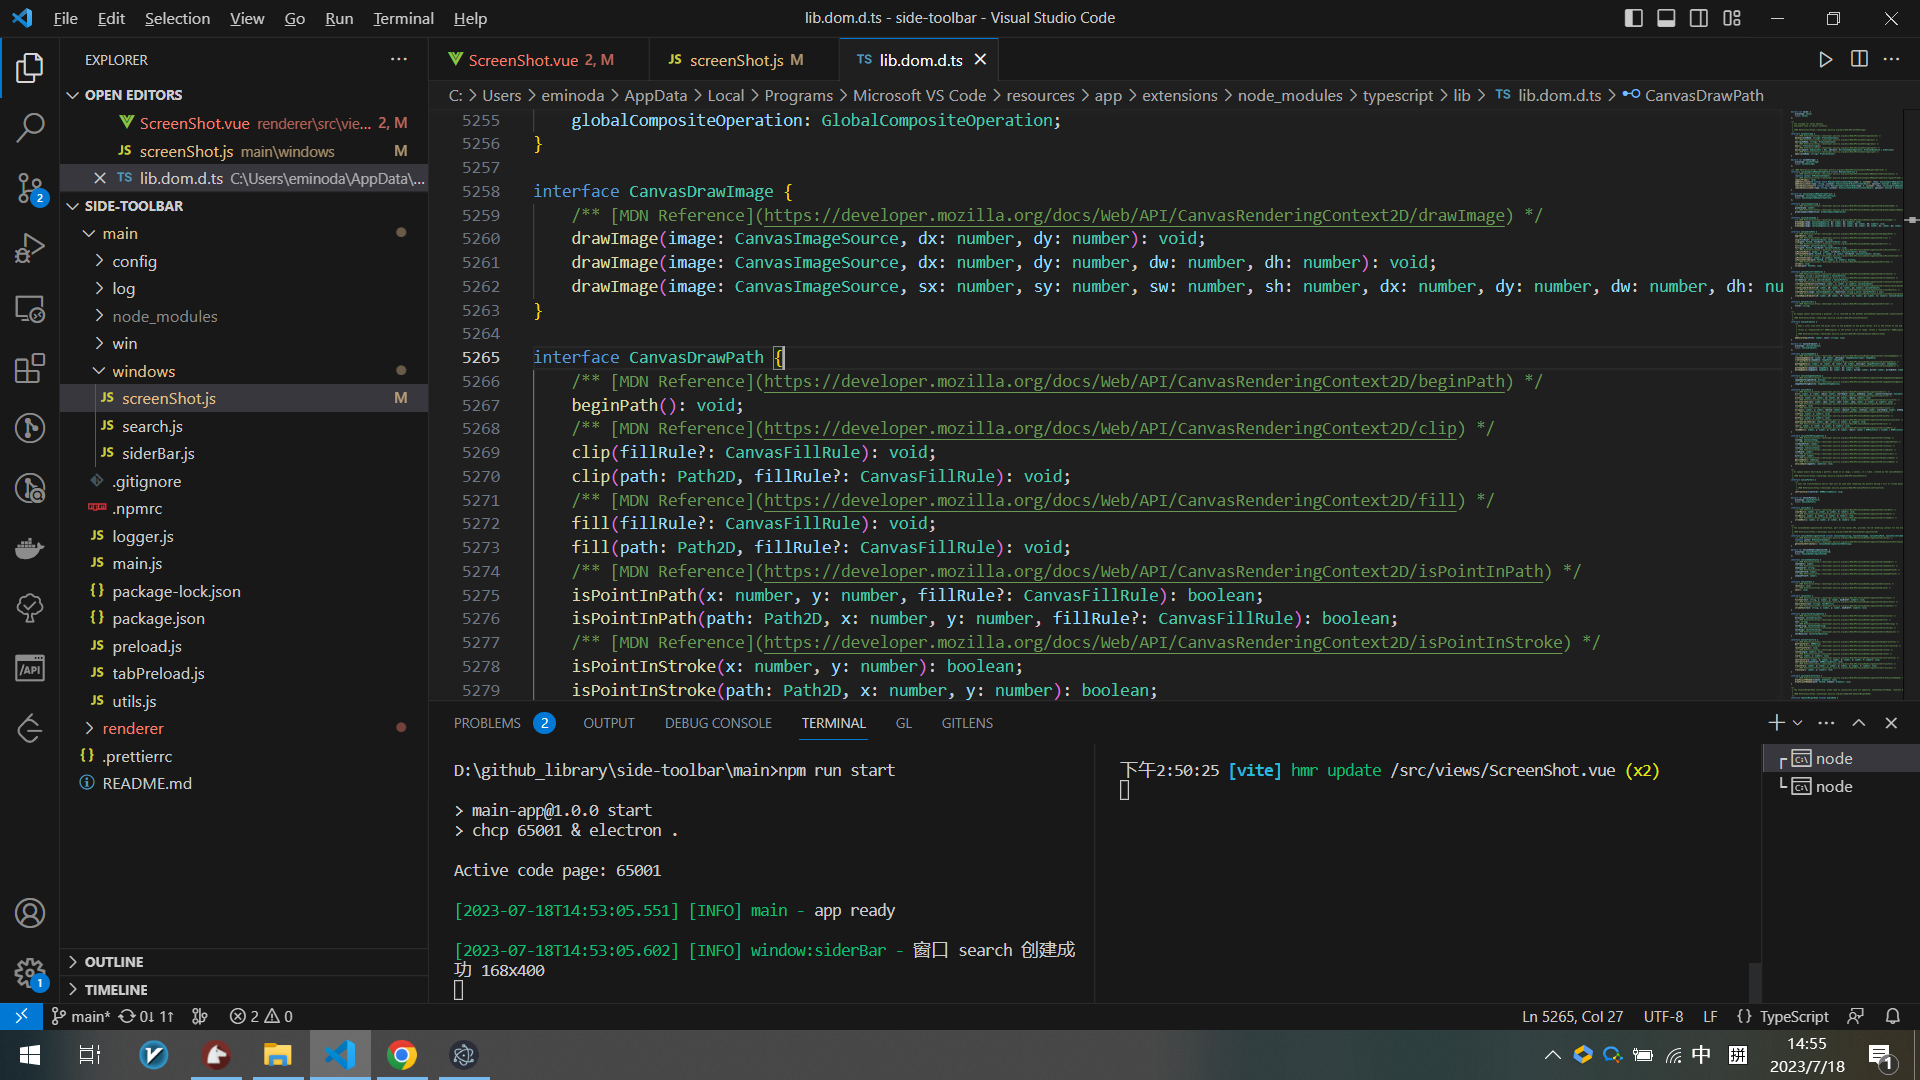 File Edit Selection View Go Run Terminal Help
lib.dom.d.ts - side-toolbar - Visual Studio Code
EXPLORER
OPEN EDITORS
ScreenShot.vue renderer\src\vie... 2, M
JS screenShot.js main\windows M
TS lib.dom.d.ts C:\Users\eminoda\AppData\...
SIDE-TOOLBAR
main
config
log
node_modules
win
windows
JS screenShot.js M
JS search.js
JS siderBar.js
.gitignore
.npmrc
JS logger.js
JS main.js
{} package-lock.json
{} package.json
JS preload.js
JS tabPreload.js
JS utils.js
renderer
{} .prettierrc
README.md
OUTLINE
TIMELINE
2
1
ScreenShot.vue 2, M
JS screenShot.js M
TS lib.dom.d.ts
C: > Users > eminoda > AppData > Local > Programs > Microsoft VS Code > resources > app > extensions > node_modules > typescript > lib > TS lib.dom.d.ts > CanvasDrawPath
5255 globalCompositeOperation: GlobalCompositeOperation;
5256 }
5257
5258 interface CanvasDrawImage {
5259 /** [MDN Reference](https://developer.mozilla.org/docs/Web/API/CanvasRenderingContext2D/drawImage) */
5260 drawImage(image: CanvasImageSource, dx: number, dy: number): void;
5261 drawImage(image: CanvasImageSource, dx: number, dy: number, dw: number, dh: number): void;
5262 drawImage(image: CanvasImageSource, sx: number, sy: number, sw: number, sh: number, dx: number, dy: number, dw: number, dh: nu
5263 }
5264
5265 interface CanvasDrawPath {
5266 /** [MDN Reference](https://developer.mozilla.org/docs/Web/API/CanvasRenderingContext2D/beginPath) */
5267 beginPath(): void;
5268 /** [MDN Reference](https://developer.mozilla.org/docs/Web/API/CanvasRenderingContext2D/clip) */
5269 clip(fillRule?: CanvasFillRule): void;
5270 clip(path: Path2D, fillRule?: CanvasFillRule): void;
5271 /** [MDN Reference](https://developer.mozilla.org/docs/Web/API/CanvasRenderingContext2D/fill) */
5272 fill(fillRule?: CanvasFillRule): void;
5273 fill(path: Path2D, fillRule?: CanvasFillRule): void;
5274 /** [MDN Reference](https://developer.mozilla.org/docs/Web/API/CanvasRenderingContext2D/isPointInPath) */
5275 isPointInPath(x: number, y: number, fillRule?: CanvasFillRule): boolean;
5276 isPointInPath(path: Path2D, x: number, y: number, fillRule?: CanvasFillRule): boolean;
5277 /** [MDN Reference](https://developer.mozilla.org/docs/Web/API/CanvasRenderingContext2D/isPointInStroke) */
5278 isPointInStroke(x: number, y: number): boolean;
5279 isPointInStroke(path: Path2D, x: number, y: number): boolean;
PROBLEMS 2 OUTPUT DEBUG CONSOLE TERMINAL GL GITLENS
D:\github_library\side-toolbar\main>npm run start
> main-app@1.0.0 start
> chcp 65001 & electron .
Active code page: 65001
[2023-07-18T14:53:05.551] [INFO] main - app ready
[2023-07-18T14:53:05.602] [INFO] window:siderBar - 窗口 search 创建成
功 168x400
下午2:50:25 [vite] hmr update /src/views/ScreenShot.vue (x2)
node
node
main* 0↓ 1↑ 2 0
Ln 5265, Col 27 UTF-8 LF {} TypeScript
中 拼
14:55
2023/7/18
1